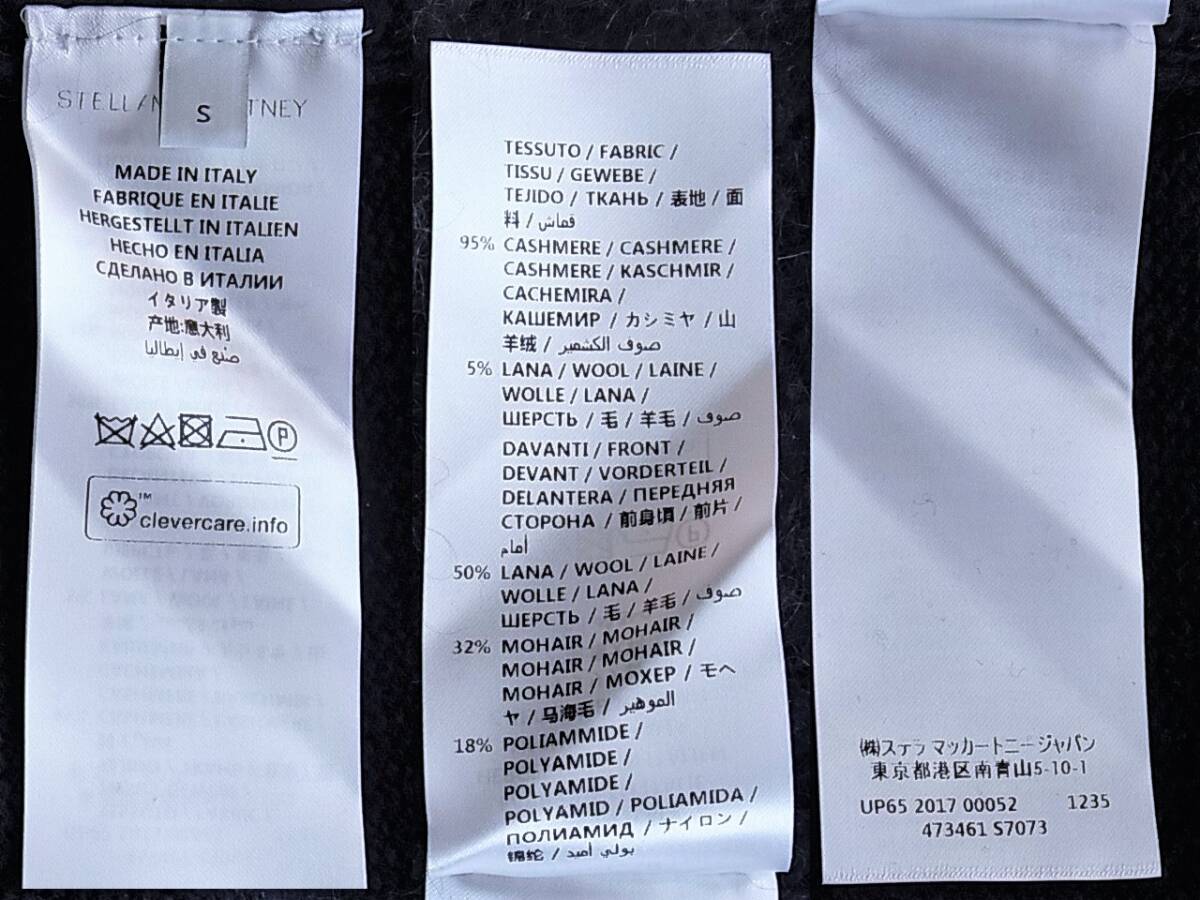 STELL
TNEY
S
MADE IN ITALY
FABRIQUE EN ITALIE
HERGESTELLT IN ITALIEN
HECHO EN ITALIA
СДЕЛАНО В ИТАЛИИ
イタリア製
产地:意大利
صنع في إيطاليا
P
clevercare.info™
TESSUTO / FABRIC /
TISSU / GEWEBE /
TEJIDO / ТКАНЬ / 表地 / 面
料 / قماش
95% CASHMERE / CASHMERE /
CASHMERE / KASCHMIR /
CACHEMIRA /
КАШЕМИР / カシミヤ / 山
羊绒 / صوف الكشمير
5% LANA / WOOL / LAINE /
WOLLE / LANA /
ШЕРСТЬ / 毛 / 羊毛 / صوف
DAVANTI / FRONT /
DEVANT / VORDERTEIL /
DELANTERA / ПЕРЕДНЯЯ
СТОРОНА / 前身頃 / 前片 /
أمام
50% LANA / WOOL / LAINE /
WOLLE / LANA /
ШЕРСТЬ / 毛 / 羊毛 / صوف
32% MOHAIR / MOHAIR /
MOHAIR / MOHAIR /
MOHAIR / МОХЕР / モヘ
ヤ / 马海毛 / الموهير
18% POLIAMMIDE /
POLYAMIDE /
POLYAMIDE /
POLYAMID / POLIAMIDA /
ПОЛИАМИД / ナイロン /
锦纶 / بولي أميد
㈱ステラ マッカートニー ジャパン
東京都港区南青山5-10-1
UP65 2017 00052 1235
473461 S7073